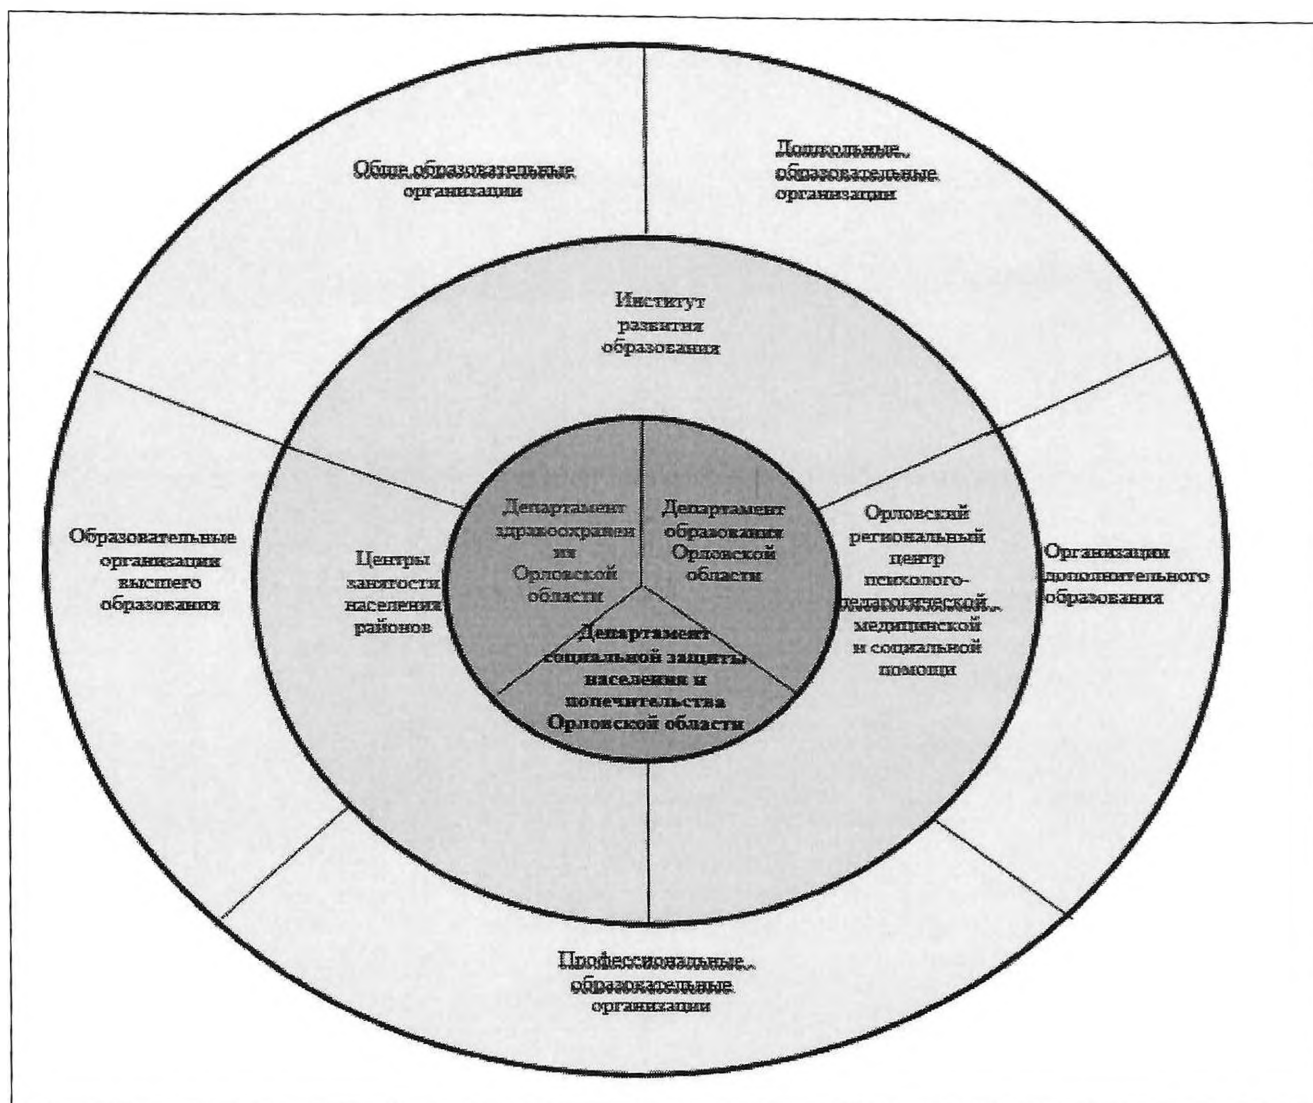 Обще образовательные
организации
Дошкольные
образовательные
организации
Институт
развития
образования
Департамент
здравоохранен
ия
Орловской
области
Департамент
образования
Орловской
области
Орловский
региональный
центр
психолого-
педагогической
медицинской
и социальной
помощи
Образовательные
организации
высшего
образования
Центры
занятости
населения
районов
Организации
дополнительного
образования
Департамент
социальной защиты
населения и
попечительства
Орловской области
Профессиональные
образовательные
организации